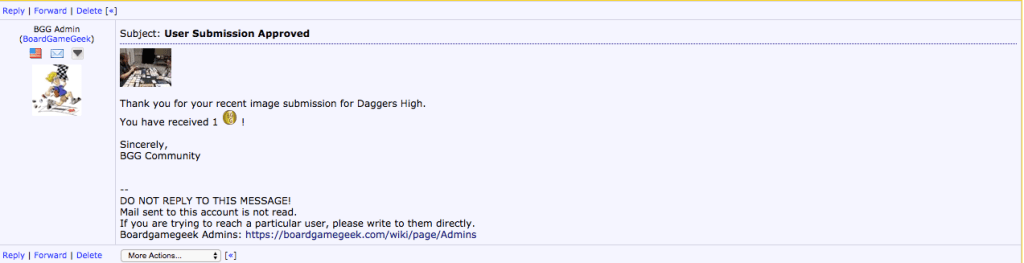 Reply | Forward | Delete [«]
BGG Admin
(BoardGameGeek)
Subject: User Submission Approved
Thank you for your recent image submission for Daggers High.
You have received 1 !
Sincerely,
BGG Community
--
DO NOT REPLY TO THIS MESSAGE!
Mail sent to this account is not read.
If you are trying to reach a particular user, please write to them directly.
Boardgamegeek Admins: https://boardgamegeek.com/wiki/page/Admins
Reply | Forward | Delete More Actions... [«]